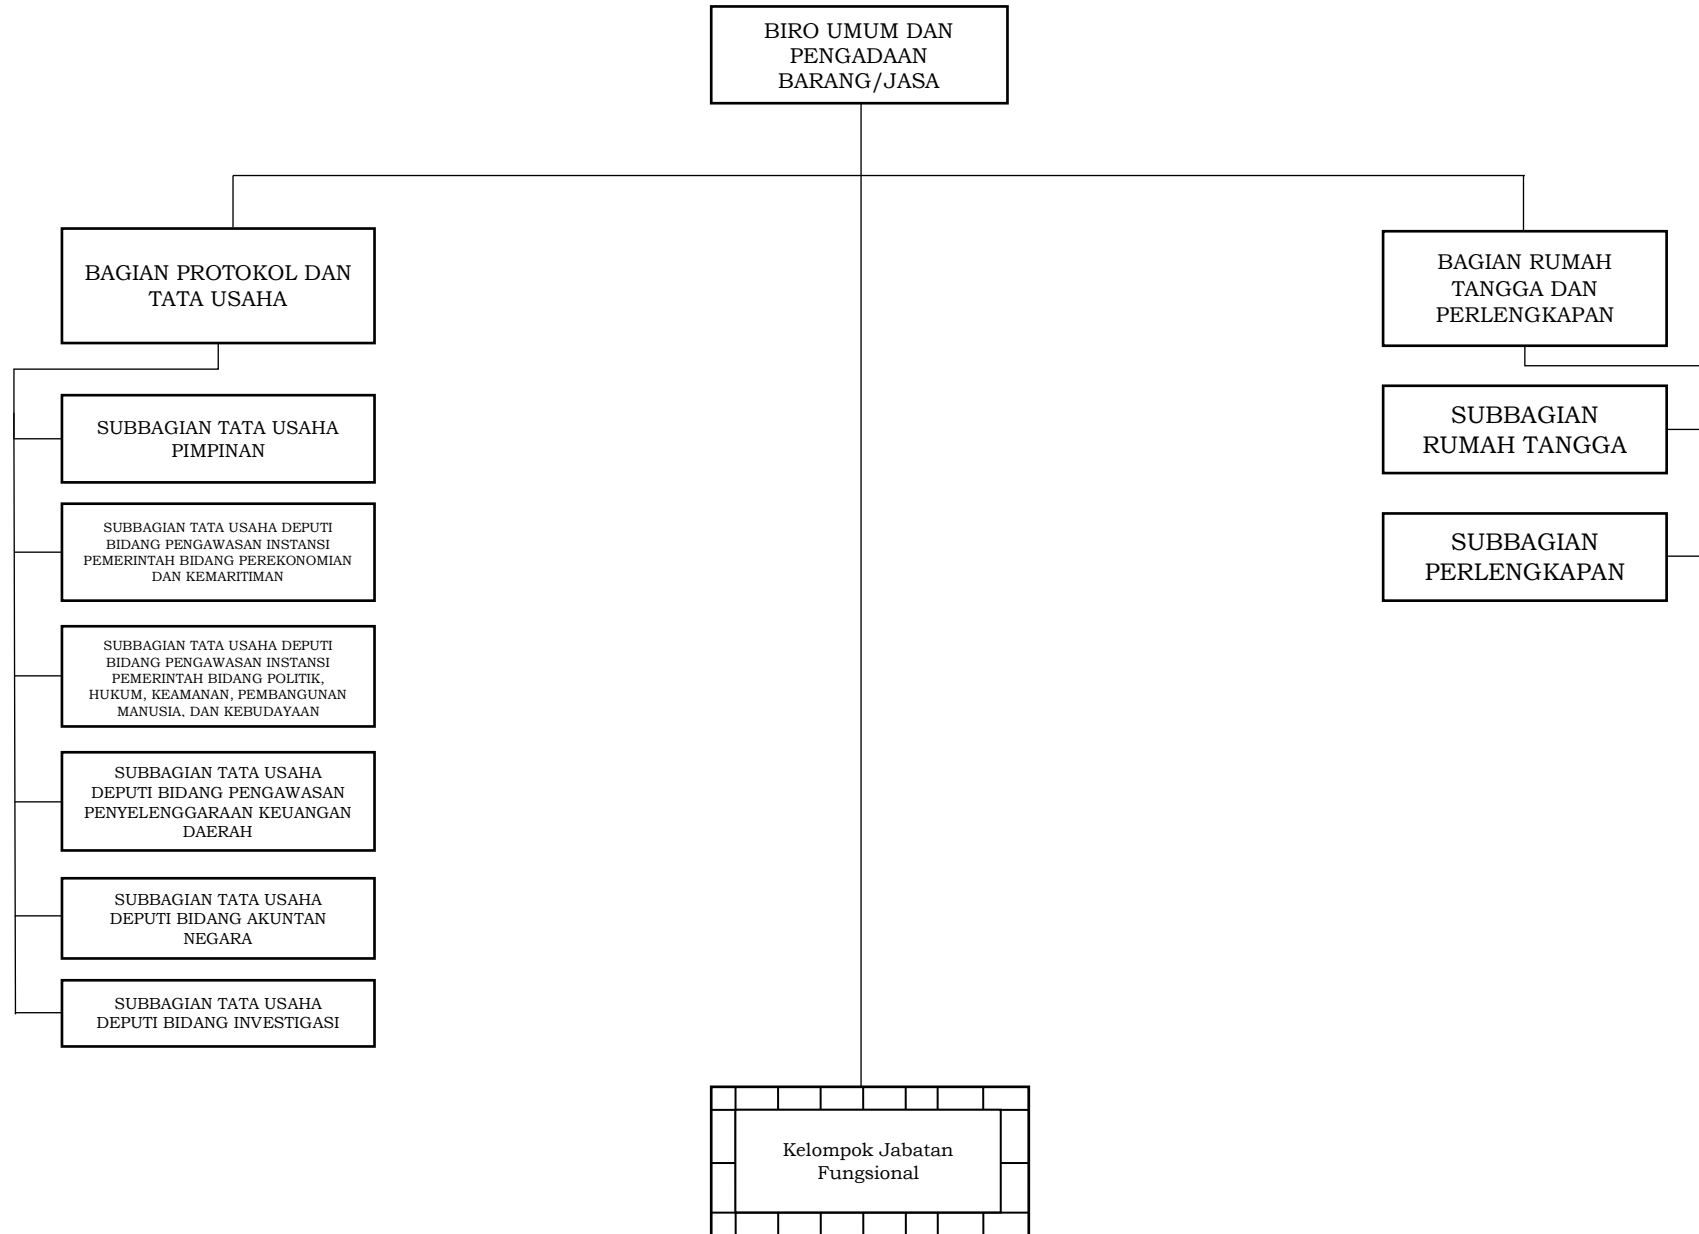 BIRO UMUM DAN
PENGADAAN
BARANG/JASA
BAGIAN PROTOKOL DAN
TATA USAHA
SUBBAGIAN TATA USAHA
PIMPINAN
SUBBAGIAN TATA USAHA DEPUTI
BIDANG PENGAWASAN INSTANSI
PEMERINTAH BIDANG PEREKONOMIAN
DAN KEMARITIMAN
SUBBAGIAN TATA USAHA DEPUTI
BIDANG PENGAWASAN INSTANSI
PEMERINTAH BIDANG POLITIK,
HUKUM, KEAMANAN, PEMBANGUNAN
MANUSIA, DAN KEBUDAYAAN
SUBBAGIAN TATA USAHA
DEPUTI BIDANG PENGAWASAN
PENYELENGGARAAN KEUANGAN
DAERAH
SUBBAGIAN TATA USAHA
DEPUTI BIDANG AKUNTAN
NEGARA
SUBBAGIAN TATA USAHA
DEPUTI BIDANG INVESTIGASI
BAGIAN RUMAH
TANGGA DAN
PERLENGKAPAN
SUBBAGIAN
RUMAH TANGGA
SUBBAGIAN
PERLENGKAPAN
Kelompok Jabatan
Fungsional